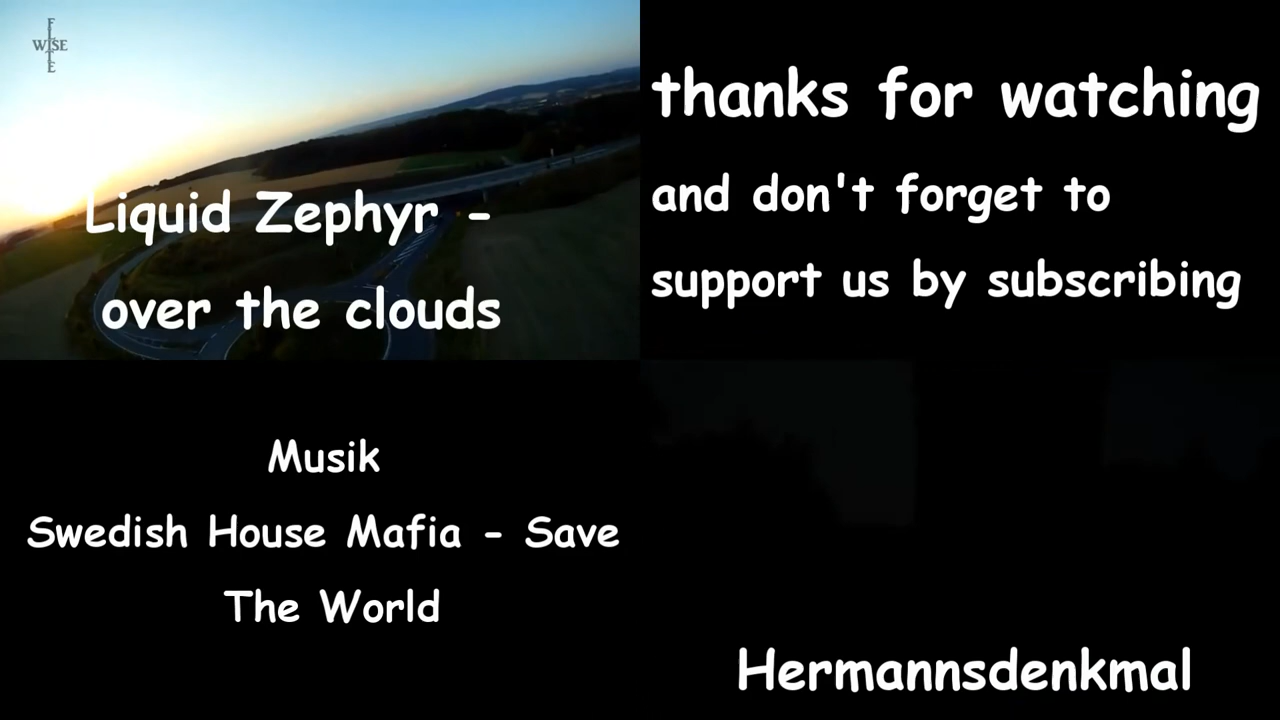 FORTE
WISE
Liquid Zephyr -
over the clouds
thanks for watching
and don't forget to
support us by subscribing
Musik
Swedish House Mafia - Save
The World
Hermannsdenkmal